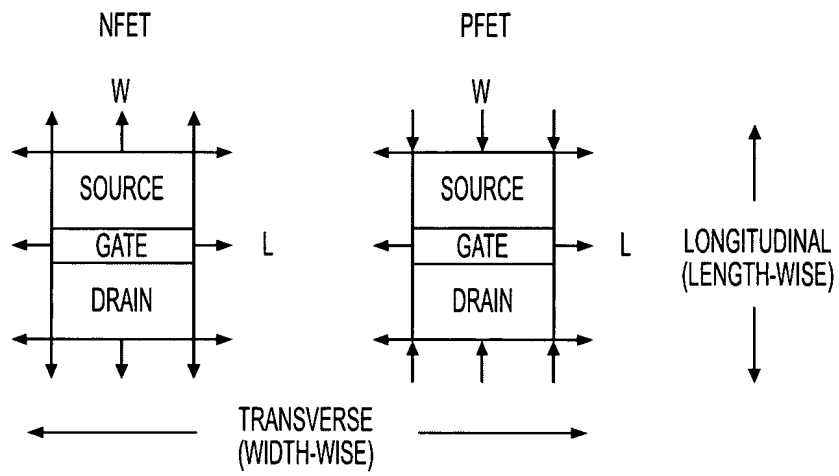 NFET
PFET
W
W
SOURCE
SOURCE
GATE
L
GATE
L
LONGITUDINAL
(LENGTH-WISE)
DRAIN
DRAIN
TRANSVERSE
(WIDTH-WISE)